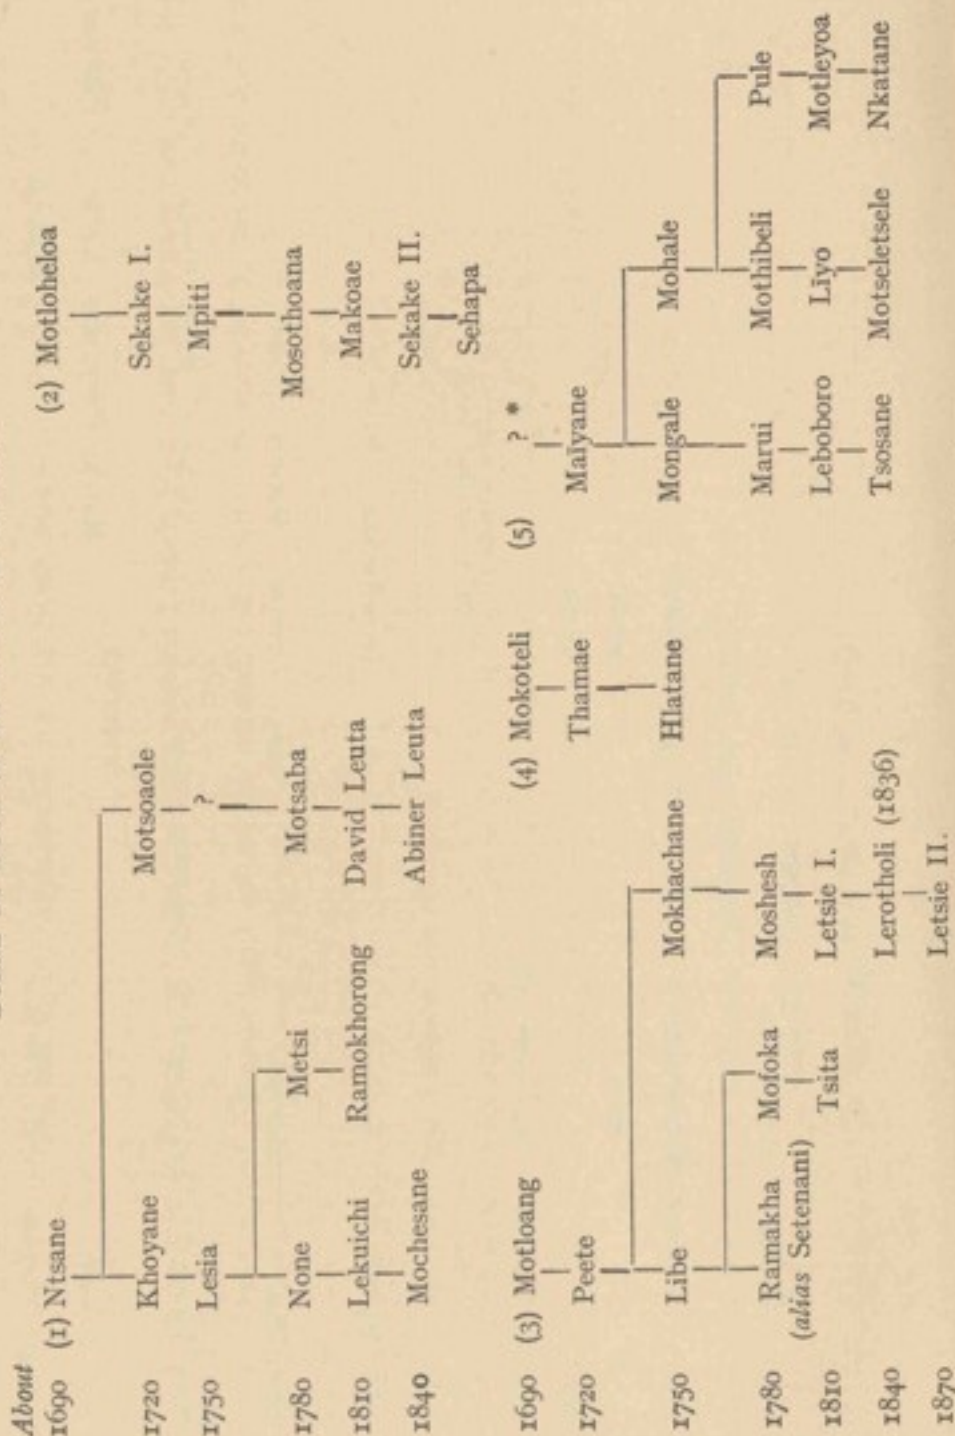 About
1690 (1) Ntsane (2) Motloheloa
1720 Khoyane Motsoaole Sekake I.
1750 Lesia ? Mpiti
1780 None Metsi Motsaba Mosothoana
1810 Lekuichi Ramokhorong David Leuta Makoae
1840 Mochesane Abiner Leuta Sekake II.
Sehapa
1690 (3) Motloang (4) Mokoteli (5) ? *
1720 Peete Thamae Maïyane
1750 Libe Mokhachane Hlatane Mongale Mohale
1780 Ramakha Mofoka Moshesh Marui Mothibeli Pule
(alias Setenani)
1810 Tsita Letsie I. Leboboro Līyo Motleyoa
1840 Lerotholi (1836) Tsosane Motseletsele Nkatane
1870 Letsie II.